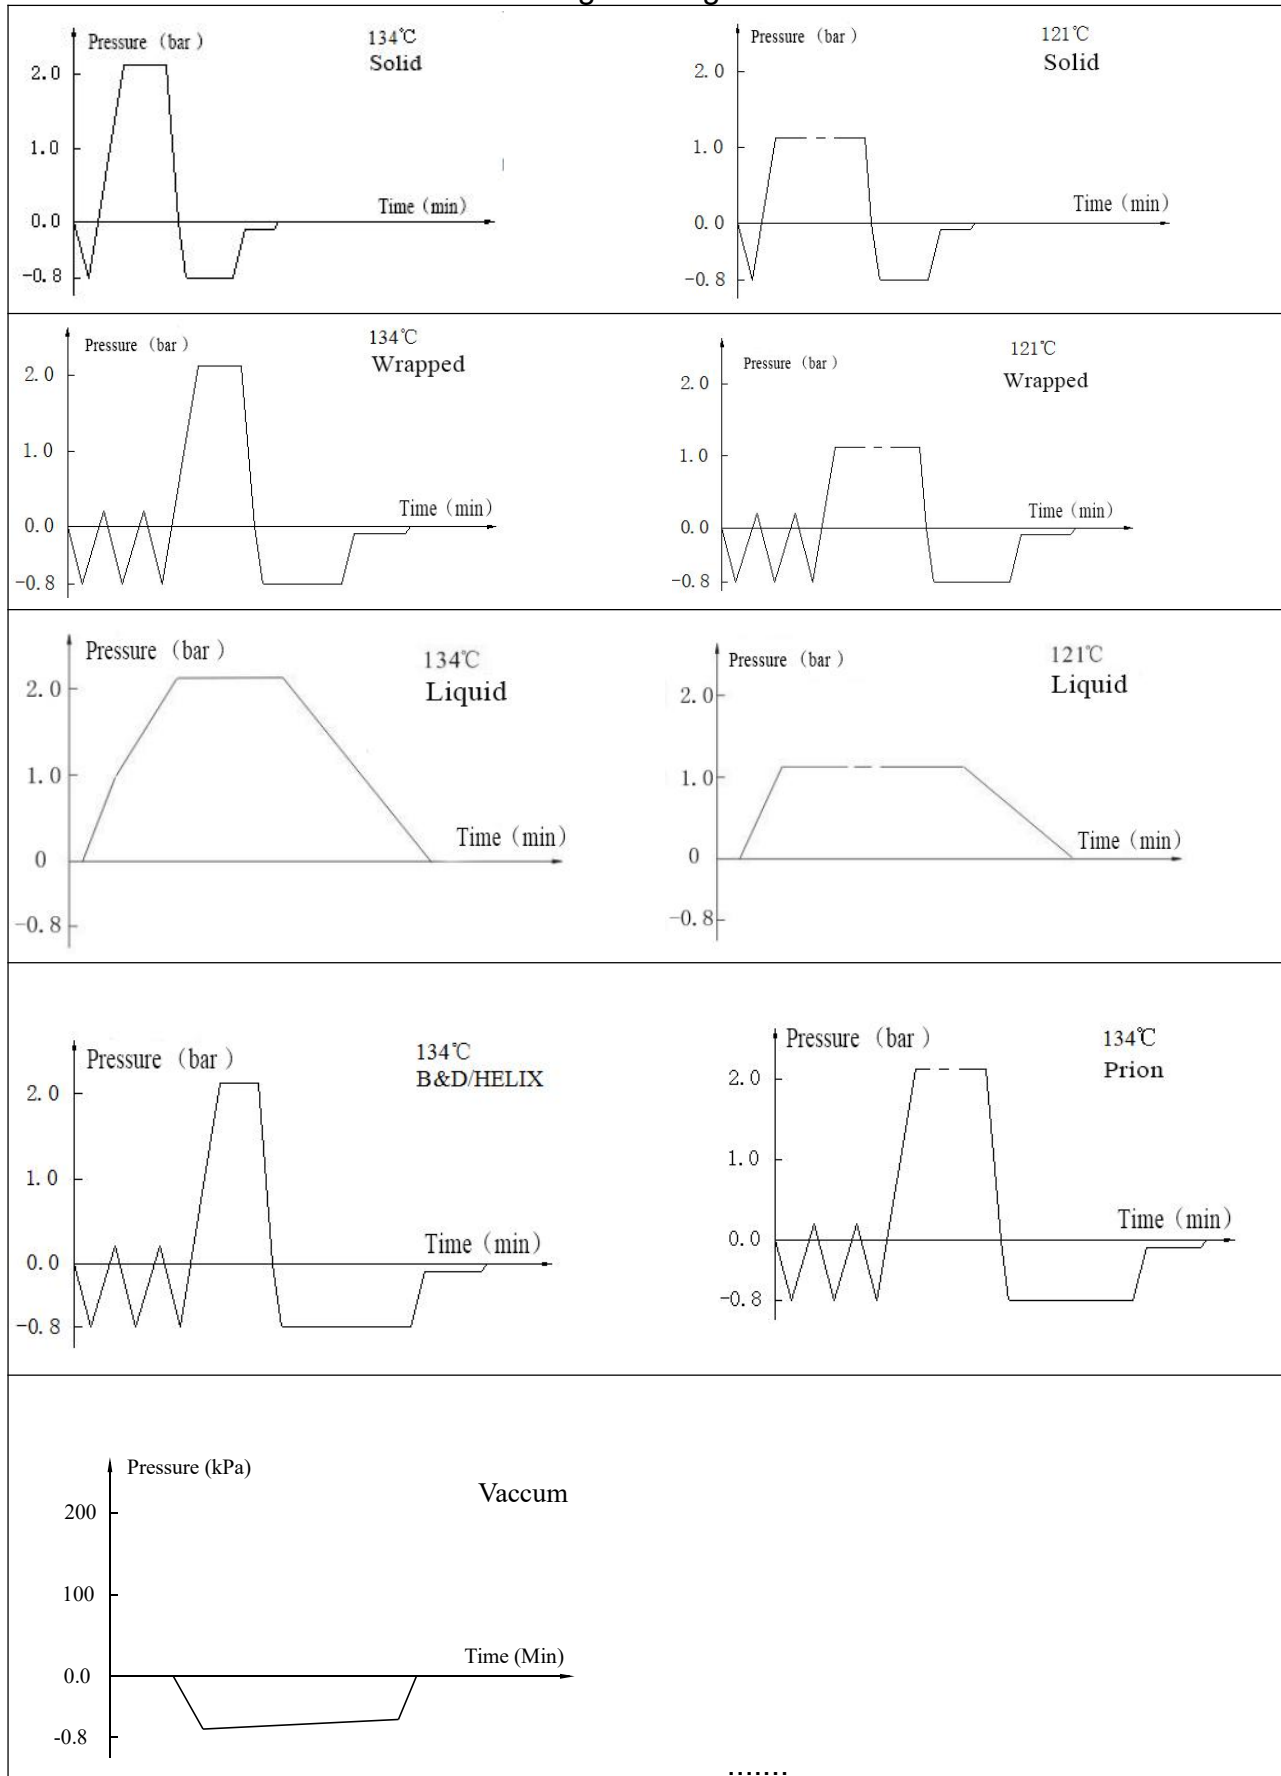 Pressure （bar ）
134℃
Solid
2.0
1.0
0.0
-0.8
Time（min）
Pressure （bar ）
121℃
Solid
2.0
1.0
0.0
-0.8
Time（min）
Pressure （bar ）
134℃
Wrapped
2.0
1.0
0.0
-0.8
Time（min）
Pressure （bar ）
121℃
Wrapped
2.0
1.0
0.0
-0.8
Time（min）
Pressure （bar ）
134℃
Liquid
2.0
1.0
0
-0.8
Time（min）
Pressure （bar ）
121℃
Liquid
2.0
1.0
0
-0.8
Time（min）
Pressure （bar ）
134℃
B&D/HELIX
2.0
1.0
0.0
-0.8
Time（min）
Pressure （bar ）
134℃
Prion
2.0
1.0
0.0
-0.8
Time（min）
Pressure (kPa)
Vaccum
200
100
0.0
-0.8
Time (Min)